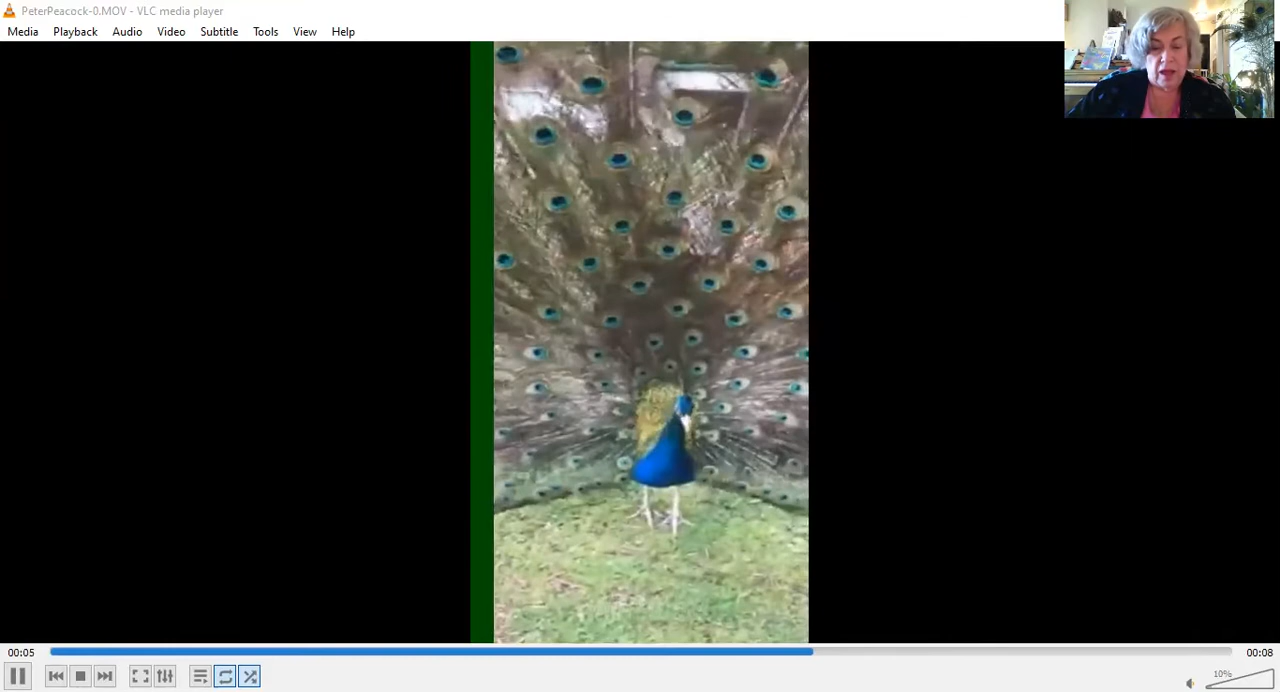 PeterPeacock-0.MOV - VLC media player
Media Playback Audio Video Subtitle Tools View Help
00:05 00:08
10%